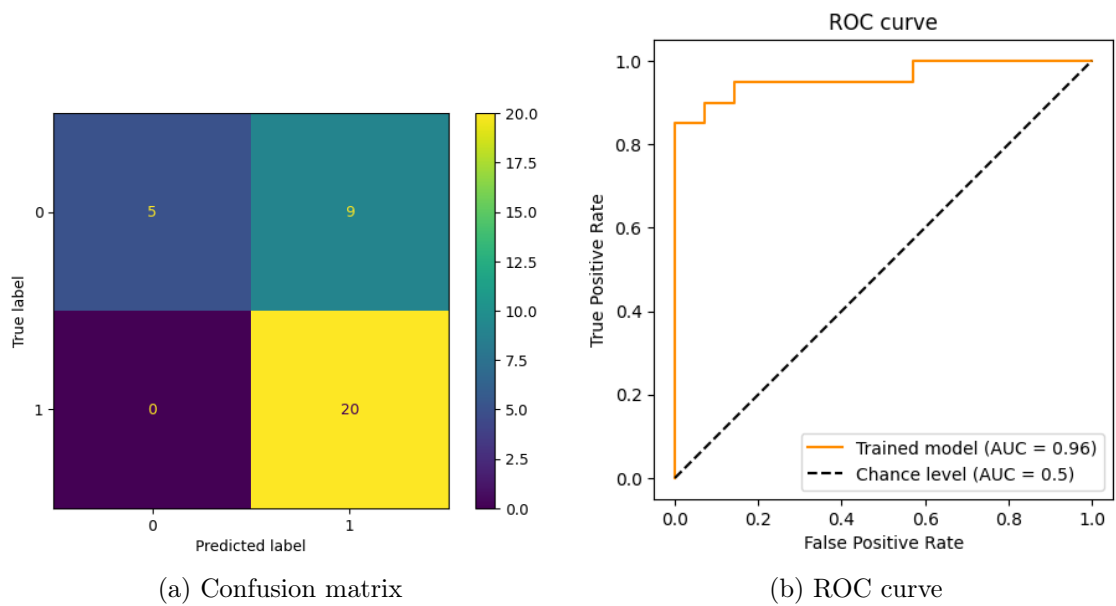 ROC curve
20.0
17.5
15.0
12.5
10.0
7.5
5.0
2.5
0.0
0
1
True label
5
9
0
20
0
1
Predicted label
1.0
0.8
0.6
0.4
0.2
0.0
True Positive Rate
Trained model (AUC = 0.96)
Chance level (AUC = 0.5)
0.0 0.2 0.4 0.6 0.8 1.0
False Positive Rate
(a) Confusion matrix
(b) ROC curve